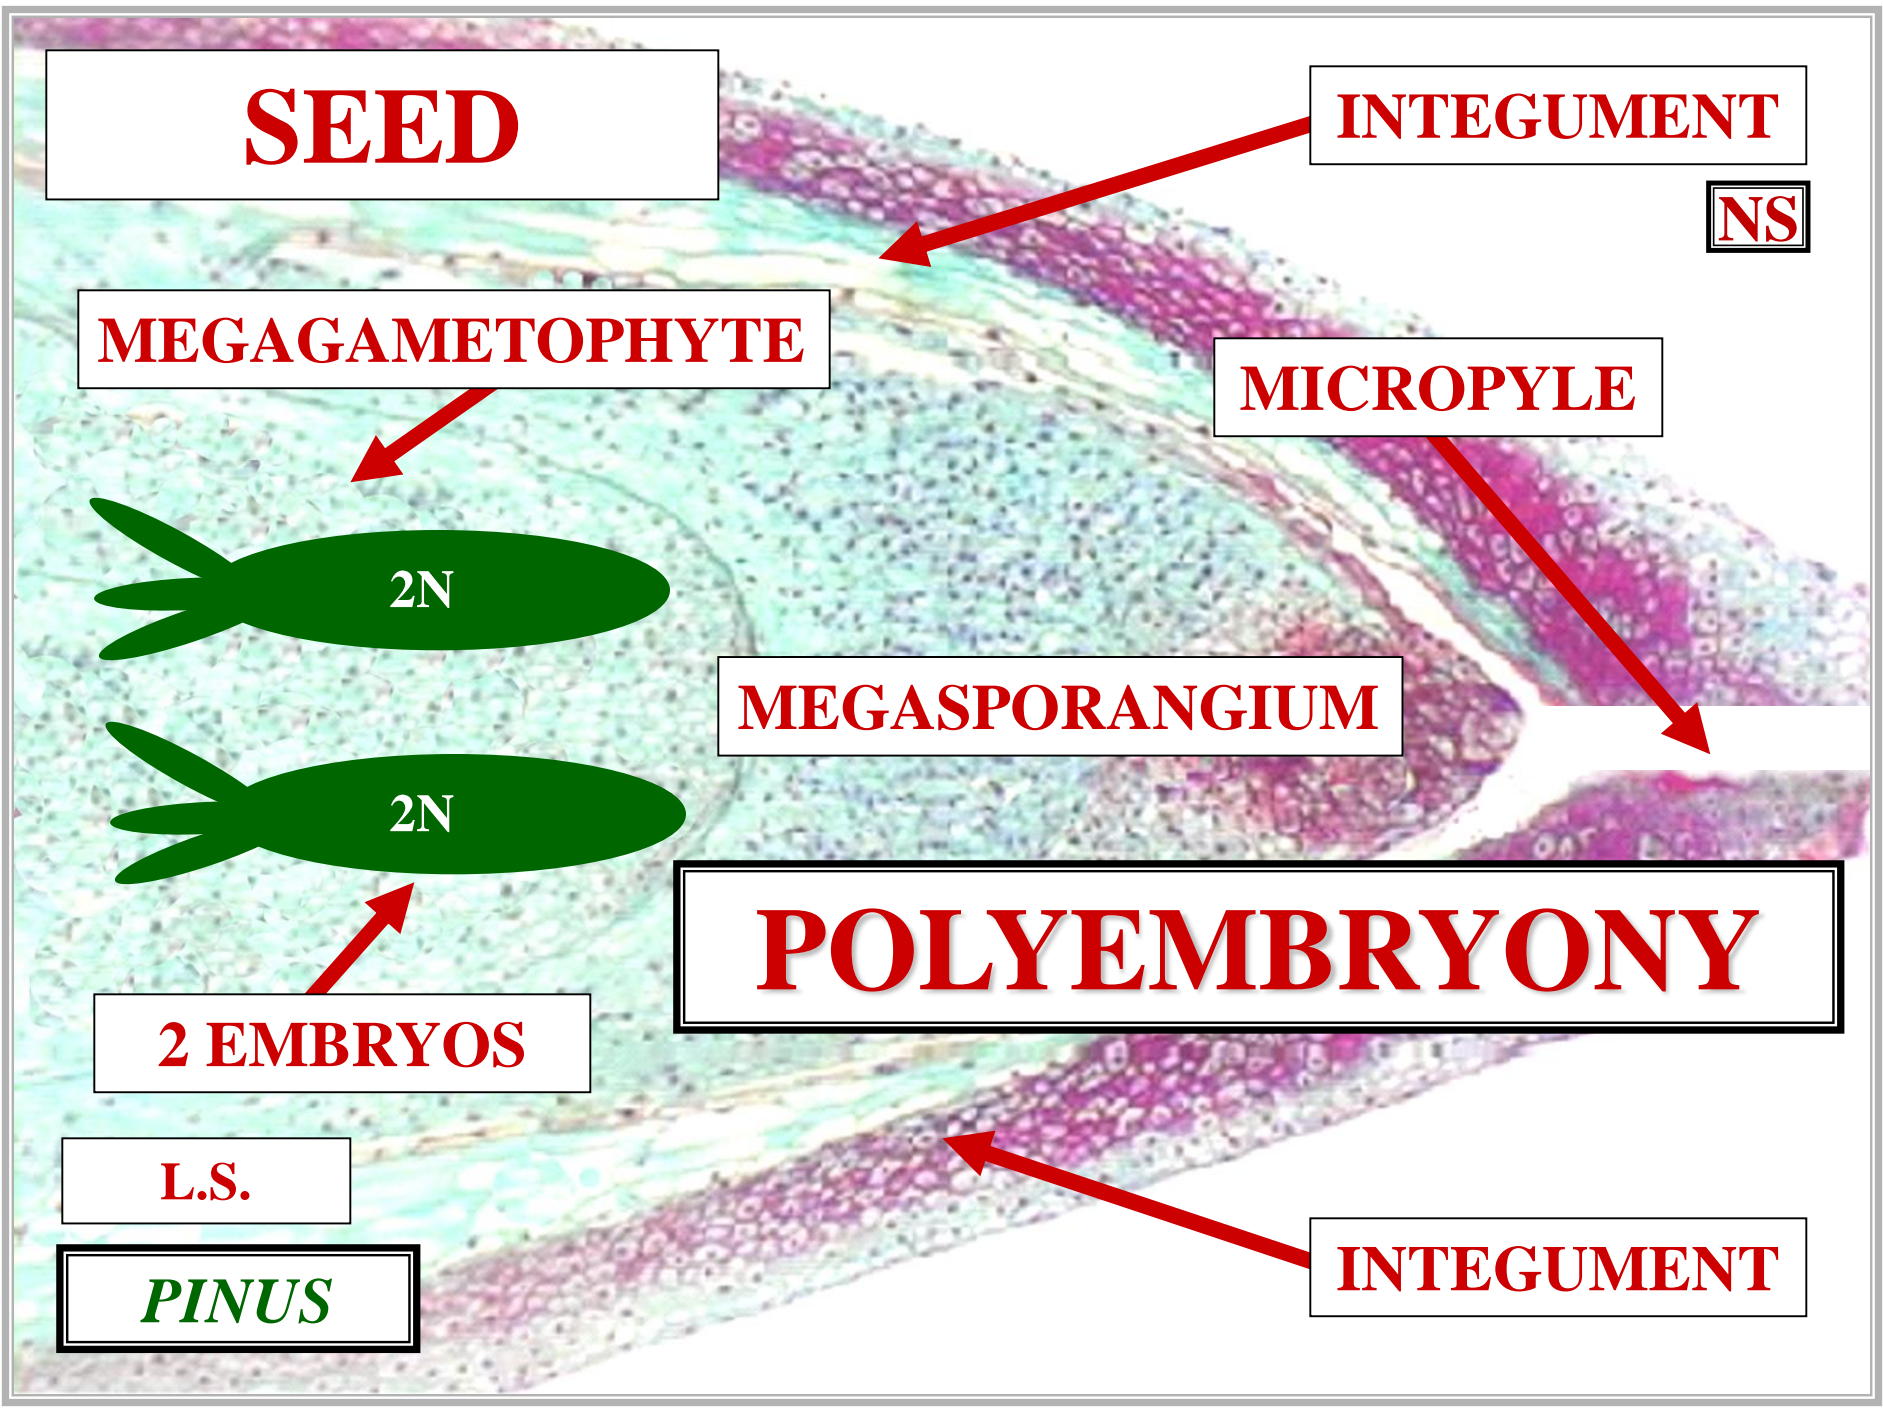 SEED
INTEGUMENT
NS
MEGAGAMETOPHYTE
MICROPYLE
2N
MEGASPORANGIUM
2N
POLYEMBRYONY
2 EMBRYOS
L.S.
PINUS
INTEGUMENT